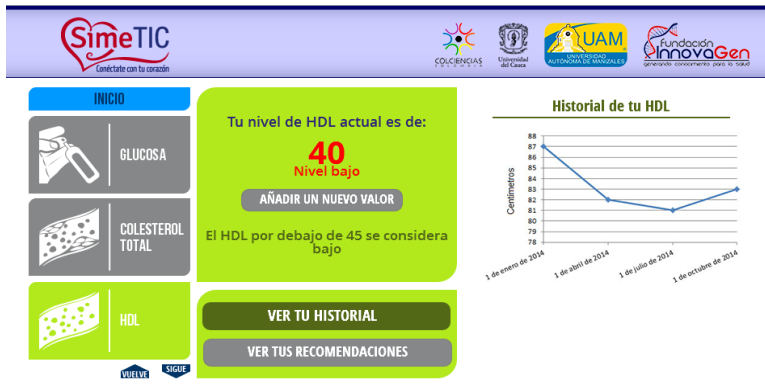 SimeTIC
Conéctate con tu corazón
COLCIENCIAS
COLOMBIA
Universidad
del Cauca
UAM
UNIVERSIDAD
AUTÓNOMA DE MANIZALES
Fundación
InnovaGen
generando conocimiento para la salud
INICIO
GLUCOSA
COLESTEROL
TOTAL
HDL
VUELVE
SIGUE
Tu nivel de HDL actual es de:
40
Nivel bajo
AÑADIR UN NUEVO VALOR
El HDL por debajo de 45 se considera
bajo
VER TU HISTORIAL
VER TUS RECOMENDACIONES
Historial de tu HDL
Centímetros
88
87
86
85
84
83
82
81
80
79
78
1 de enero de 2014
1 de abril de 2014
1 de julio de 2014
1 de octubre de 2014